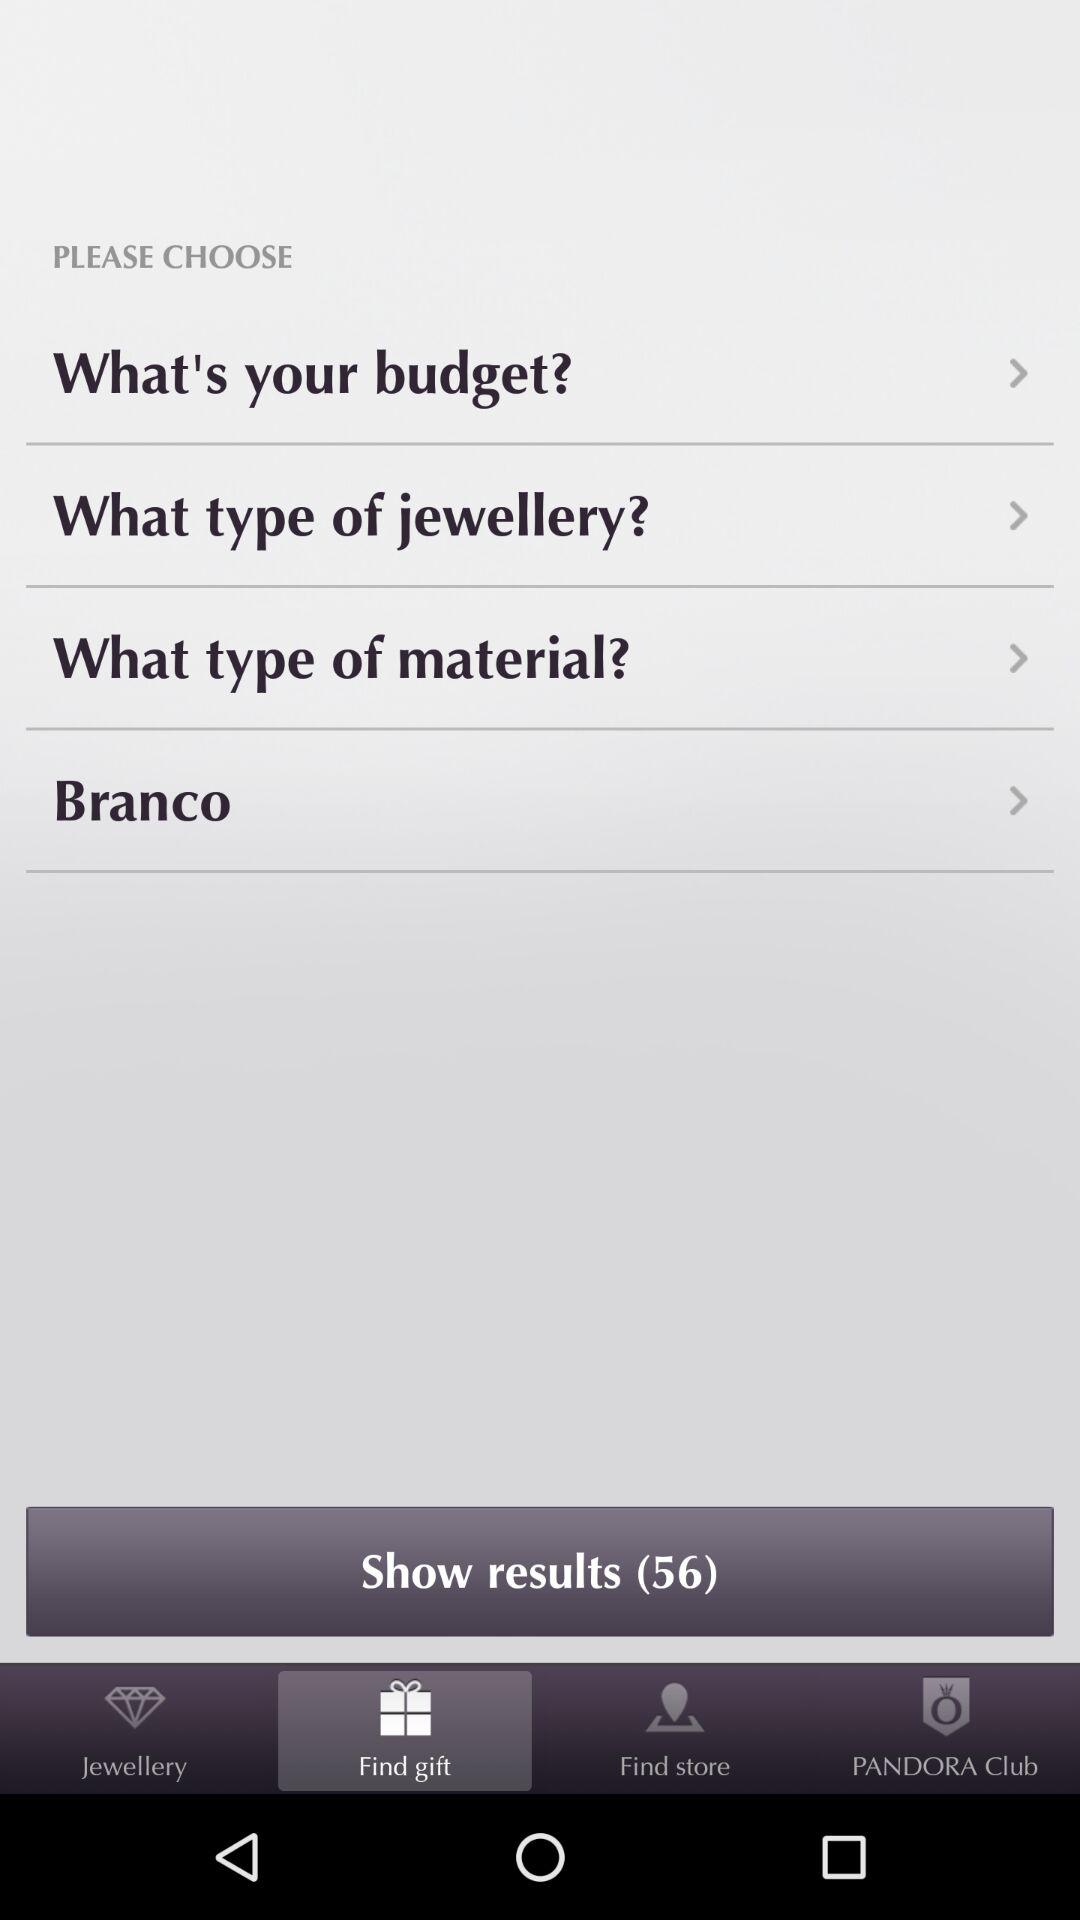 PLEASE CHOOSE
What's your budget?
What type of jewellery?
What type of material?
Branco
Show results (56)
Jewellery
Find gift
Find store
PANDORA Club